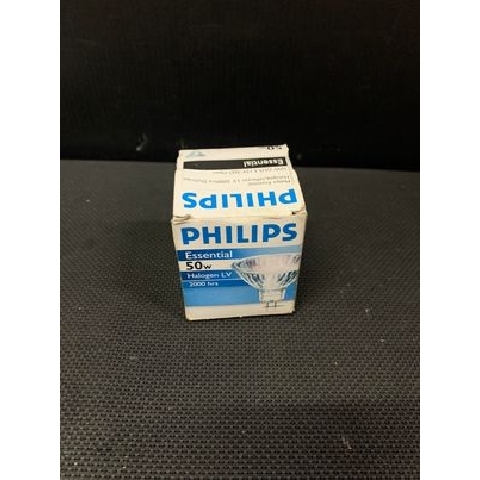 Essential
PHILIPS
PHILIPS
Essential
50w
Halogen LV
2000 hrs